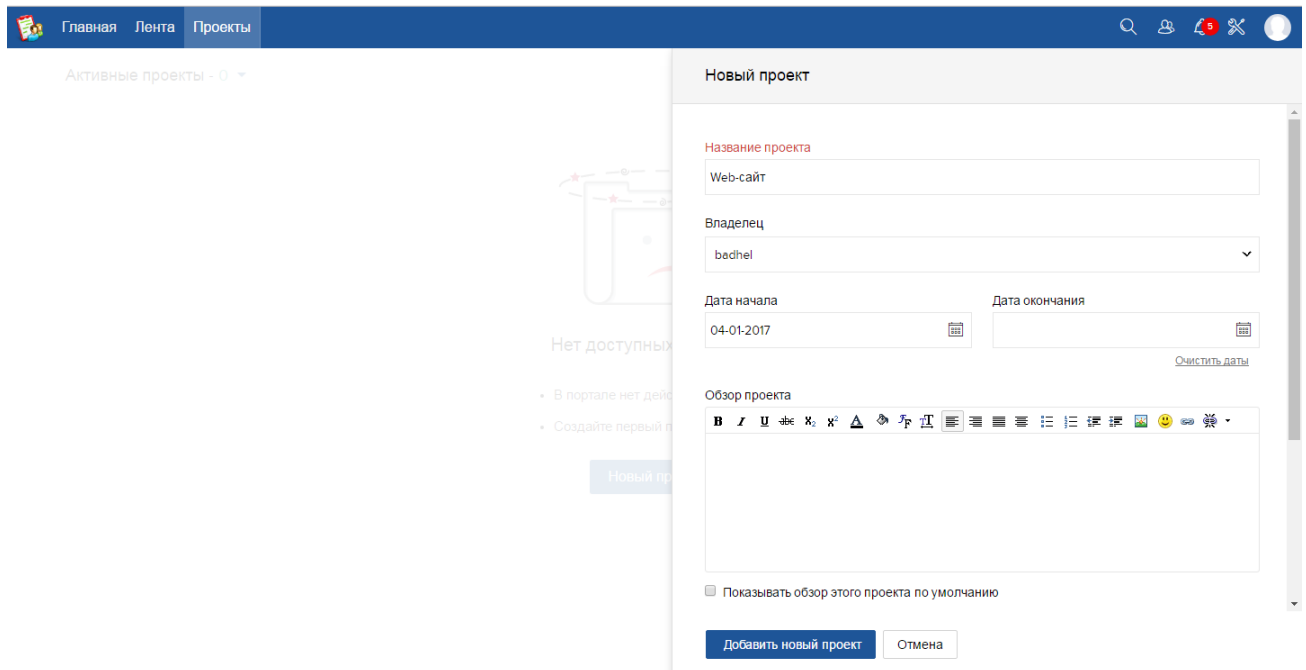 Главная Лента Проекты 5
Активные проекты - 0
Новый проект
Название проекта
Web-сайт
Владелец
badhel
Дата начала Дата окончания
04-01-2017
Очистить даты
Нет доступных
В портале нет дейс
Создайте первый п
Новый пр
Обзор проекта
Показывать обзор этого проекта по умолчанию
Добавить новый проект Отмена